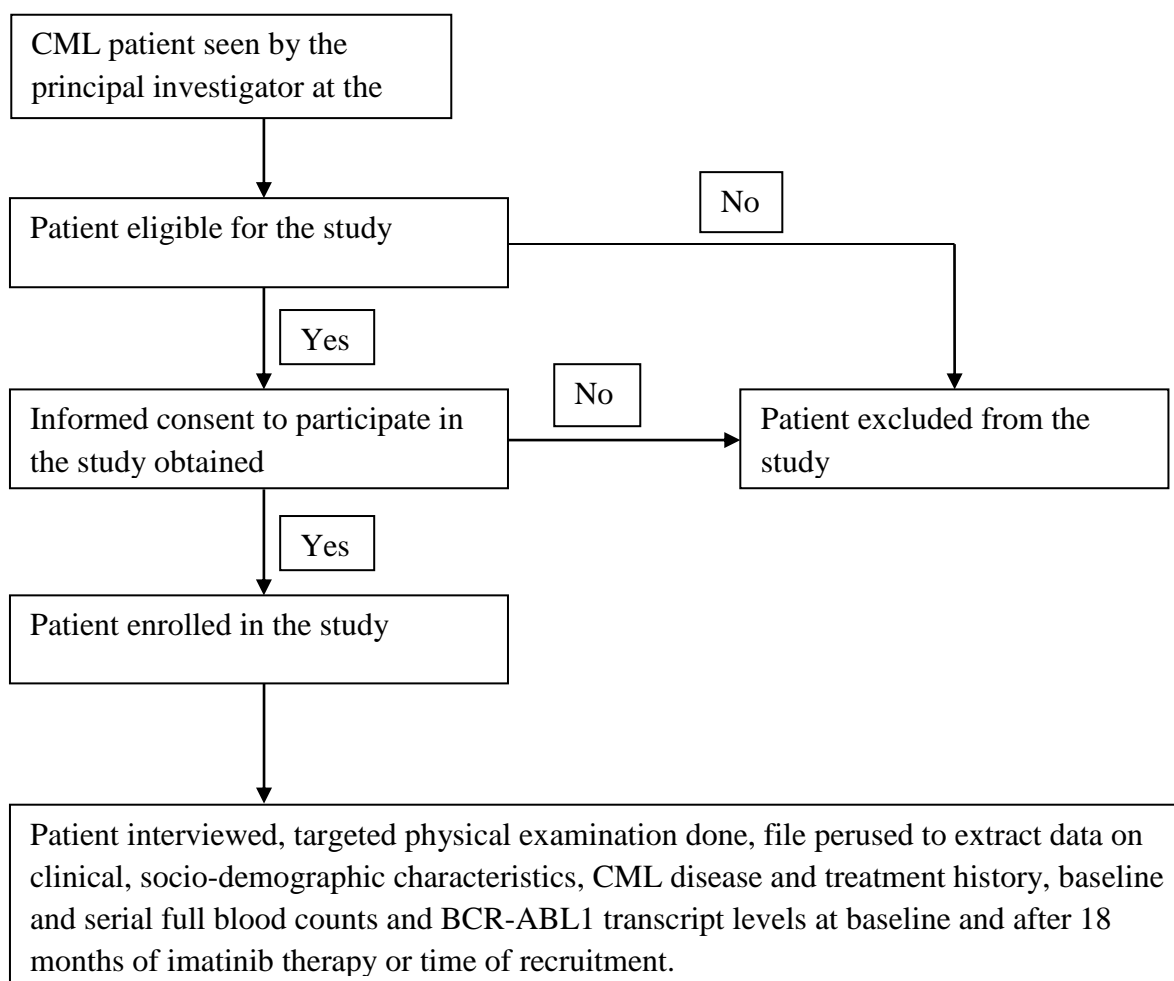 CML patient seen by the
principal investigator at the
Patient eligible for the study
No
Yes
Informed consent to participate in
the study obtained
No
Patient excluded from the
study
Yes
Patient enrolled in the study
Patient interviewed, targeted physical examination done, file perused to extract data on
clinical, socio-demographic characteristics, CML disease and treatment history, baseline
and serial full blood counts and BCR-ABL1 transcript levels at baseline and after 18
months of imatinib therapy or time of recruitment.